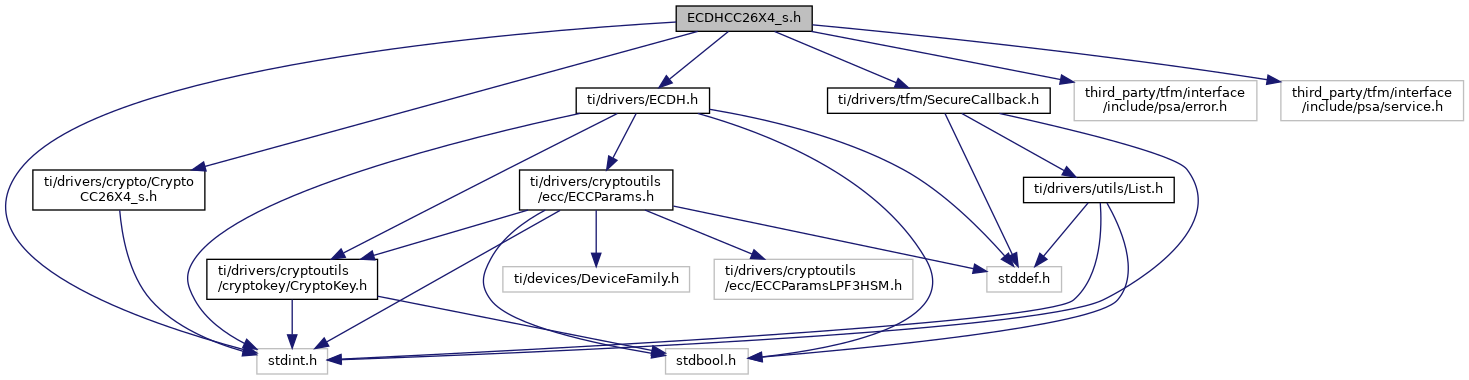 ECDHCC26X4_s.h
ti/drivers/ECDH.h
ti/drivers/tfm/SecureCallback.h
third_party/tfm/interface
/include/psa/error.h
third_party/tfm/interface
/include/psa/service.h
ti/drivers/crypto/Crypto
CC26X4_s.h
ti/drivers/cryptoutils
/ecc/ECCParams.h
ti/drivers/utils/List.h
ti/drivers/cryptoutils
/cryptokey/CryptoKey.h
ti/devices/DeviceFamily.h
ti/drivers/cryptoutils
/ecc/ECCParamsLPF3HSM.h
stddef.h
stdint.h
stdbool.h